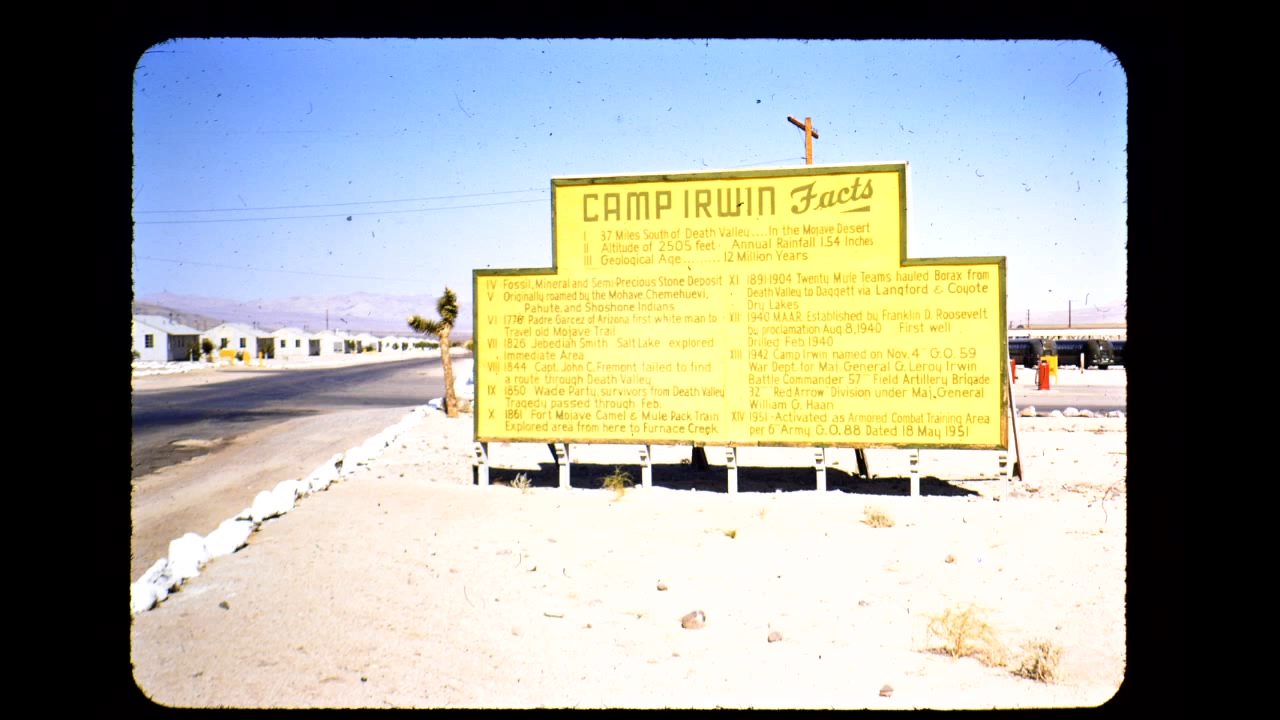 CAMP IRWIN Facts
I 37 Miles South of Death Valley.... In the Mojave Desert
II Altitude of 2505 feet · Annual Rainfall 1.54 Inches
III Geological Age......... 12 Million Years
IV Fossil, Mineral and Semi-Precious Stone Deposit
V Originally roamed by the Mohave, Chemehuevi,
Pahute, and Shoshone Indians
VI 1776 Padre Garcez of Arizona first white man to
Travel old Mojave Trail
VII 1826 Jebediah Smith Salt Lake explored
immediate Area
VIII 1844 Capt. John C. Fremont failed to find
a route through Death Valley
IX 1850 Wade Party, survivors from Death Valley
Tragedy passed through Feb.
X 1861 Fort Mojave Camel & Mule Pack Train
Explored area from here to Furnace Creek
XI 1891-1904 Twenty Mule Teams hauled Borax from
Death Valley to Daggett via Langford & Coyote
Dry Lakes
XII 1940 M.A.A.R. Established by Franklin D. Roosevelt
by proclamation Aug. 8, 1940 First well
Drilled Feb 1940
XIII 1942 Camp Irwin named on Nov. 4" G.O. 59
War Dept. for Maj. General G. Leroy Irwin
Battle Commander 57" Field Artillery Brigade
32" Red Arrow Division under Maj. General
William G. Haan
XIV 1951-Activated as Armored Combat Training Area
per 6" Army G.O. 88 Dated 18 May 1951